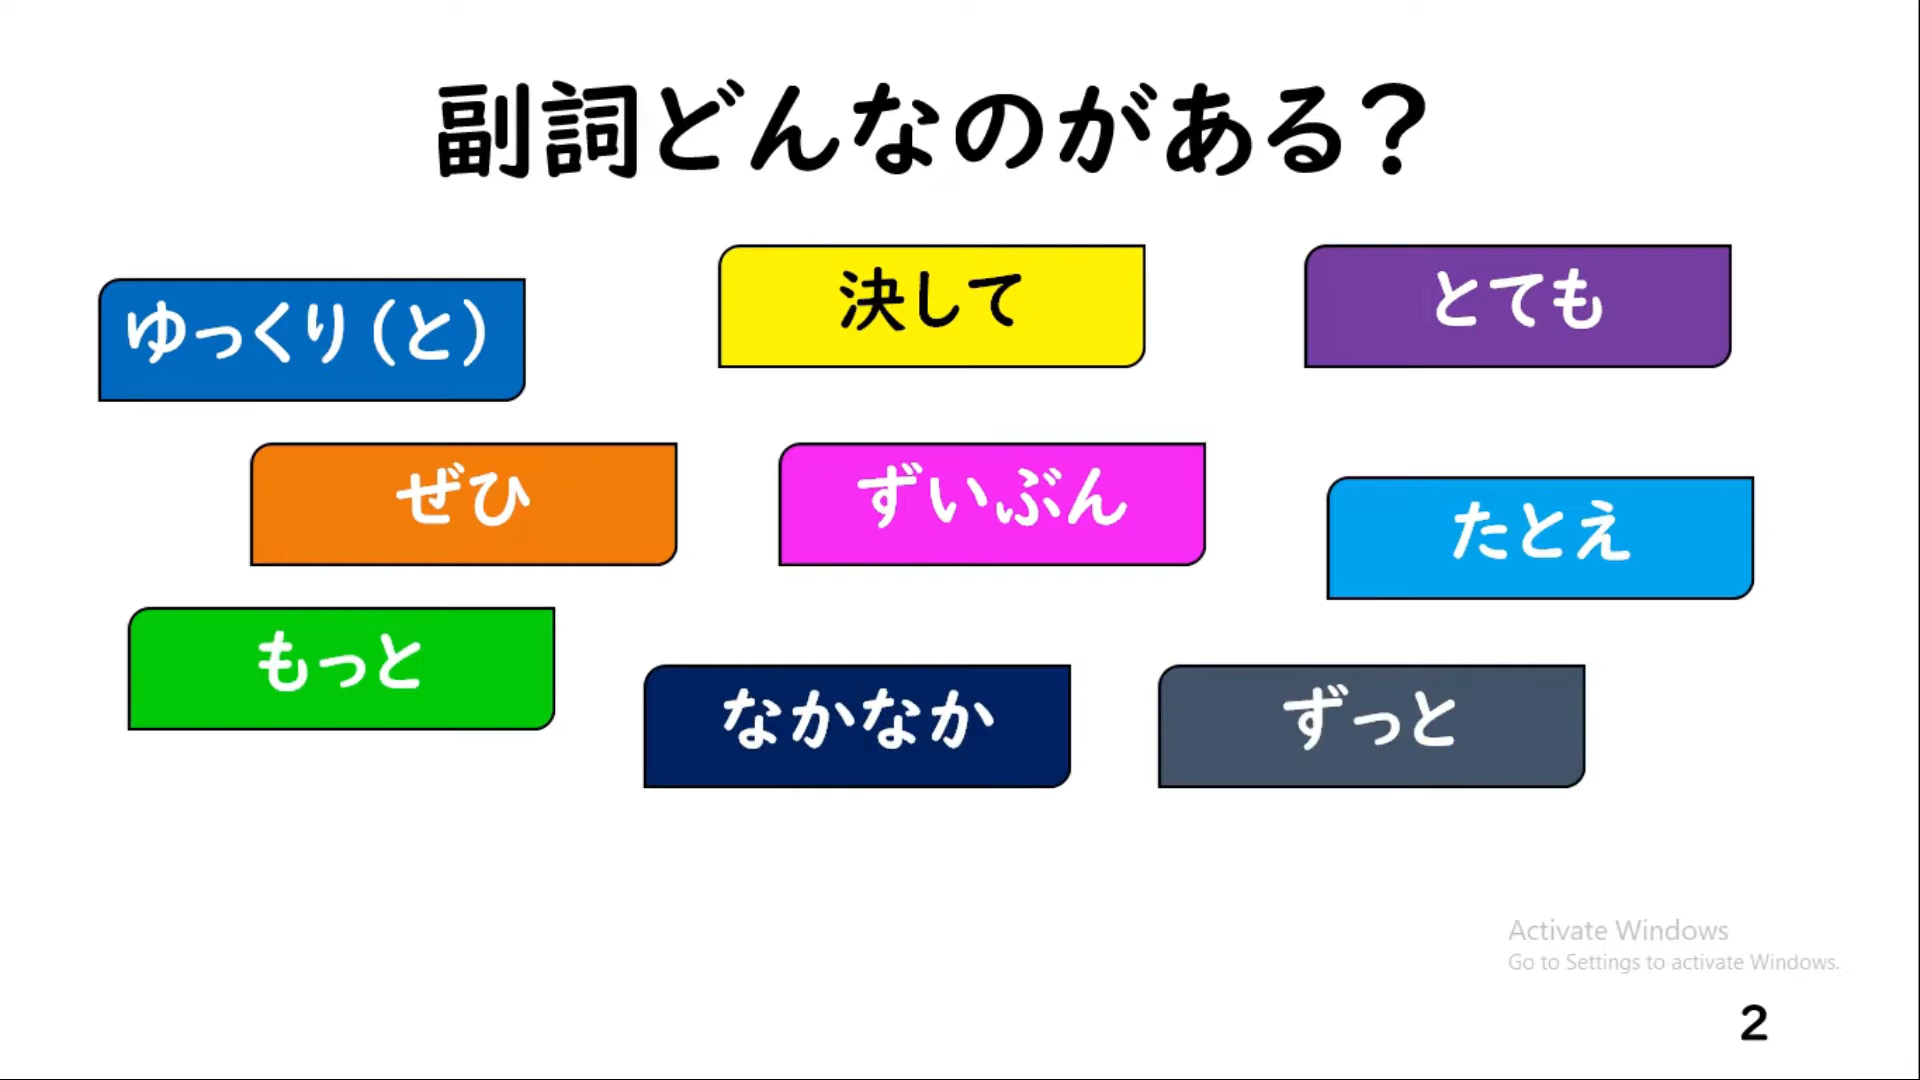 副詞どんなのがある？
ゆっくり（と）
決して
とても
ぜひ
ずいぶん
たとえ
もっと
なかなか
ずっと
Activate Windows
Go to Settings to activate Windows.
2